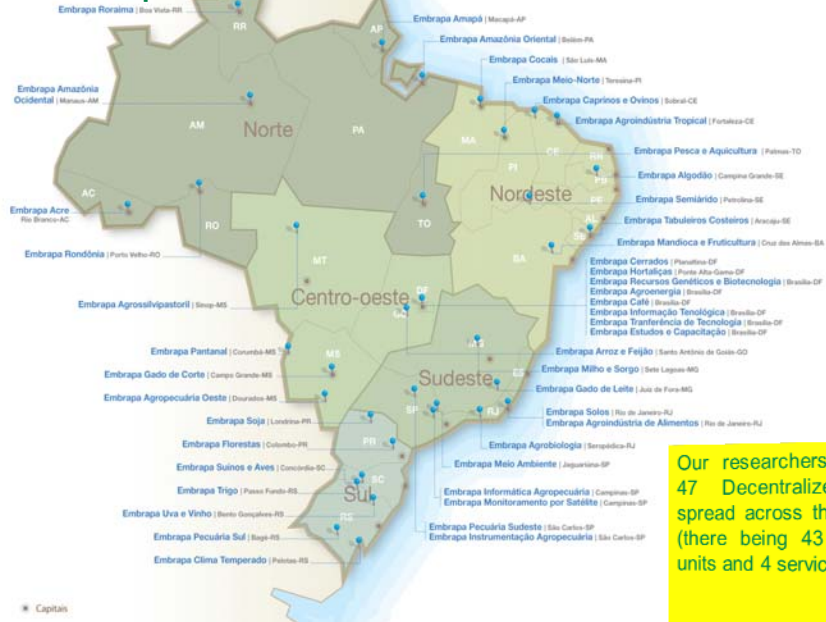 Embrapa Roraima | Boa Vista-RR
Embrapa Amapá | Macapá-AP
Embrapa Amazônia Oriental | Belém-PA
Embrapa Cocais | São Luís-MA
Embrapa Meio-Norte | Teresina-PI
Embrapa Caprinos e Ovinos | Sobral-CE
Embrapa Agroindústria Tropical | Fortaleza-CE
Embrapa Amazônia
Ocidental | Manaus-AM
Embrapa Pesca e Aquicultura | Palmas-TO
Embrapa Algodão | Campina Grande-SE
Embrapa Semiárido | Petrolina-SE
Embrapa Tabuleiros Costeiros | Aracaju-SE
Embrapa Mandioca e Fruticultura | Cruz das Almas-BA
Embrapa Acre
Rio Branco-AC
Embrapa Rondônia | Porto Velho-RO
Embrapa Cerrados | Planaltina-DF
Embrapa Hortaliças | Ponte Alta-Gama-DF
Embrapa Recursos Genéticos e Biotecnologia | Brasília-DF
Embrapa Agroenergia | Brasília-DF
Embrapa Café | Brasília-DF
Embrapa Informação Tenológica | Brasília-DF
Embrapa Tranferência de Tecnologia | Brasília-DF
Embrapa Estudos e Capacitação | Brasília-DF
Embrapa Agrossilvipastoril | Sinop-MS
Embrapa Arroz e Feijão | Santo Antônio de Goiás-GO
Embrapa Pantanal | Corumbá-MS
Embrapa Milho e Sorgo | Sete Lagoas-MG
Embrapa Gado de Corte | Campo Grande-MS
Embrapa Gado de Leite | Juiz de Fora-MG
Embrapa Agropecuária Oeste | Dourados-MS
Embrapa Solos | Rio de Janeiro-RJ
Embrapa Agroindústria de Alimentos | Rio de Janeiro-RJ
Embrapa Soja | Londrina-PR
Embrapa Agrobiologia | Seropédica-RJ
Embrapa Florestas | Colombo-PR
Embrapa Meio Ambiente | Jaguariúna-SP
Embrapa Suínos e Aves | Concórdia-SC
Embrapa Trigo | Passo Fundo-RS
Embrapa Informática Agropecuária | Campinas-SP
Embrapa Monitoramento por Satélite | Campinas-SP
Embrapa Uva e Vinho | Bento Gonçalves-RS
Embrapa Pecuária Sudeste | São Carlos-SP
Embrapa Instrumentação Agropecuária | São Carlos-SP
Embrapa Pecuária Sul | Bagé-RS
Embrapa Clima Temperado | Pelotas-RS
RR
AP
AM
Norte
PA
MA
CE
RN
PB
PI
PE
Nordeste
AL
SE
BA
AC
RO
TO
MT
Centro-oeste
DF
GO
MS
MG
Sudeste
ES
SP
RJ
PR
SC
Sul
RS
Our researchers
47 Decentralize
spread across th
(there being 43
units and 4 servic
Capitais